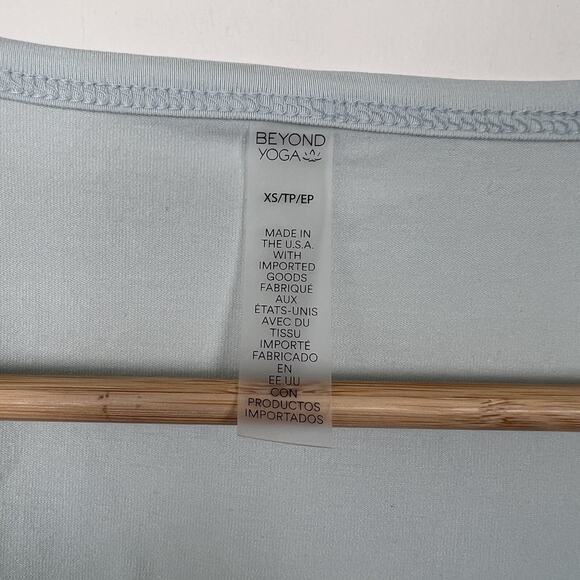 BEYOND
YOGA
XS/TP/EP
MADE IN
THE U.S.A.
WITH
IMPORTED
GOODS
FABRIQUÉ
AUX
ÉTATS-UNIS
AVEC DU
TISSU
IMPORTÉ
FABRICADO
EN
EE.UU
CON
PRODUCTOS
IMPORTADOS